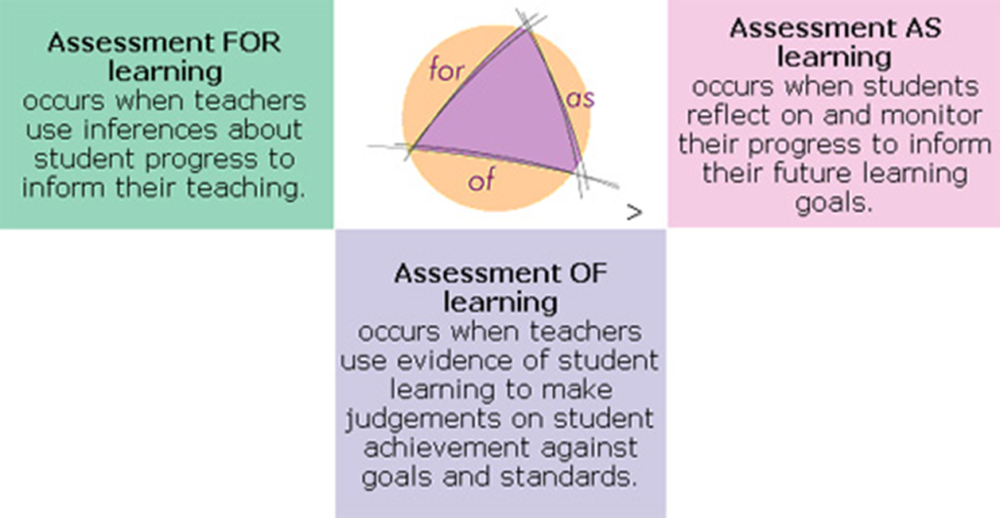 Assessment FOR
learning
occurs when teachers
use inferences about
student progress to
inform their teaching.
for
as
of
>
Assessment AS
learning
occurs when students
reflect on and monitor
their progress to inform
their future learning
goals.
Assessment OF
learning
occurs when teachers
use evidence of student
learning to make
judgements on student
achievement against
goals and standards.